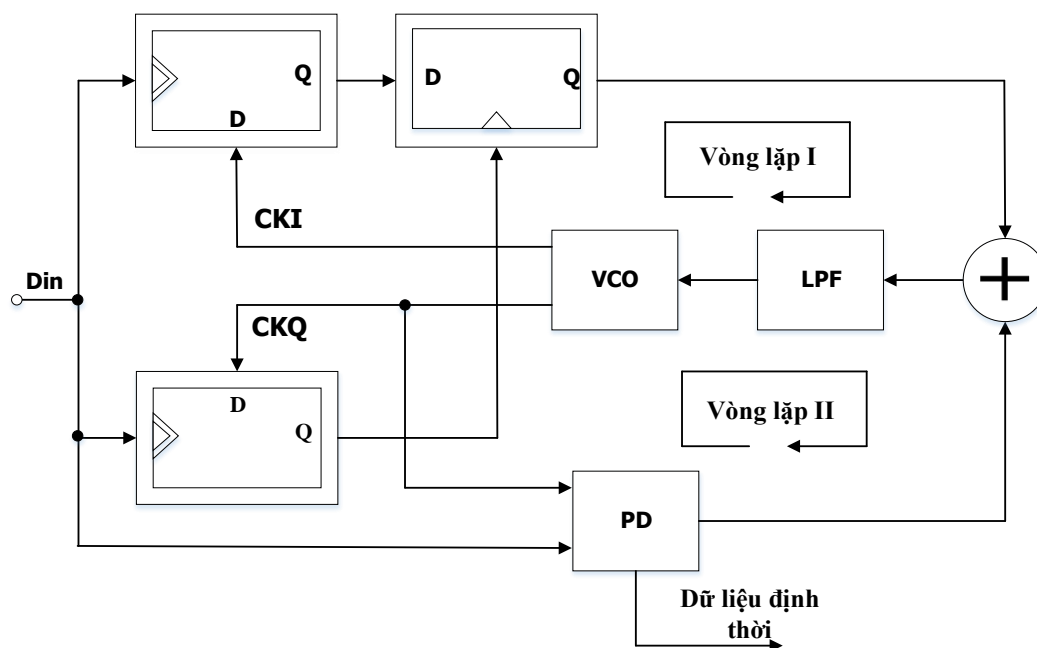 Q
D
D
Q
Vòng lặp I
CKI
Din
VCO
LPF
+
CKQ
D
Q
Vòng lặp II
PD
Dữ liệu định
thời